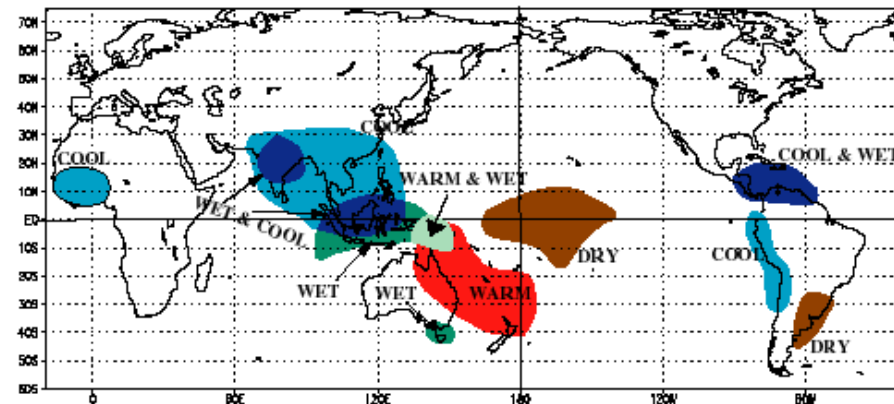 70N
60N
50N
40N
30N
20N
10N
EQ
10S
20S
30S
40S
50S
60S
COOL
COOL
WET & COOL
WARM & WET
WET
WET
WARM
DRY
COOL & WET
COOL
DRY
0
60E
120E
180
120W
60W